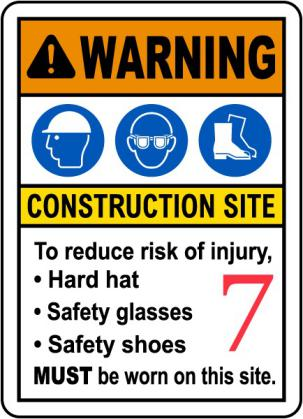 WARNING
CONSTRUCTION SITE
To reduce risk of injury,
• Hard hat
• Safety glasses
• Safety shoes
7
MUST be worn on this site.